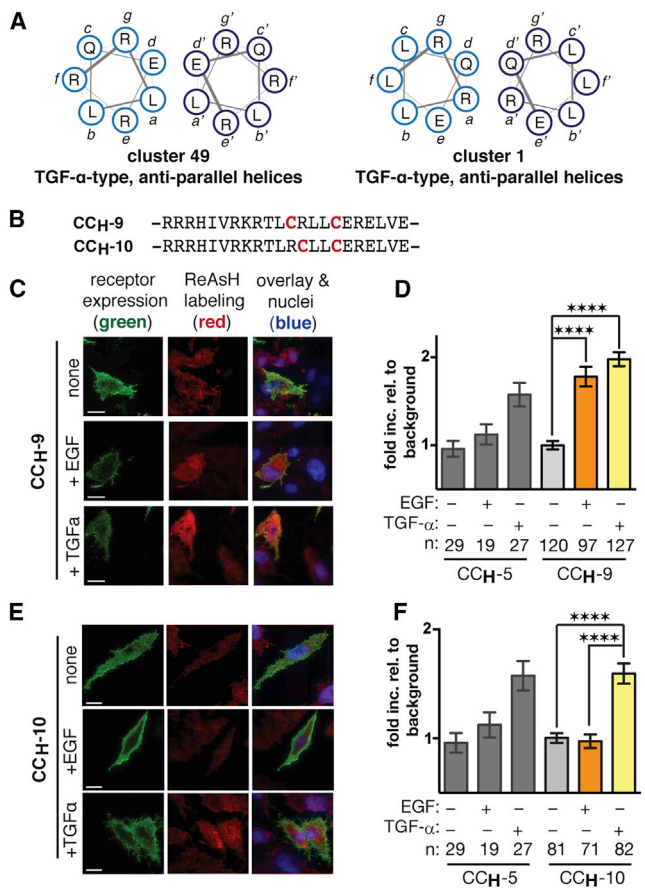 A
c g d a e b f
Q R E L R L R
g' c' f' b' e' a' d'
R Q R L R L E
cluster 49
TGF-α-type, anti-parallel helices
c g d a e b f
L R Q R E L L
g' c' f' b' e' a' d'
R L L L E R Q
cluster 1
TGF-α-type, anti-parallel helices
B
CCH-9 –RRRHIVRKRTLCRLLCERELVE–
CCH-10 –RRRHIVRKRTLRCLLCERELVE–
C
receptor expression (green)
ReAsH labeling (red)
overlay & nuclei (blue)
CCH-9
none
+ EGF
+ TGFa
D
fold inc. rel. to background
2
1
**** 
****
EGF: – + – – + –
TGF-α: – – + – – +
n: 29 19 27 120 97 127
CCH-5 CCH-9
E
CCH-10
none
+EGF
+TGFα
F
fold inc. rel. to background
2
1
****
****
EGF: – + – – + –
TGF-α: – – + – – +
n: 29 19 27 81 71 82
CCH-5 CCH-10